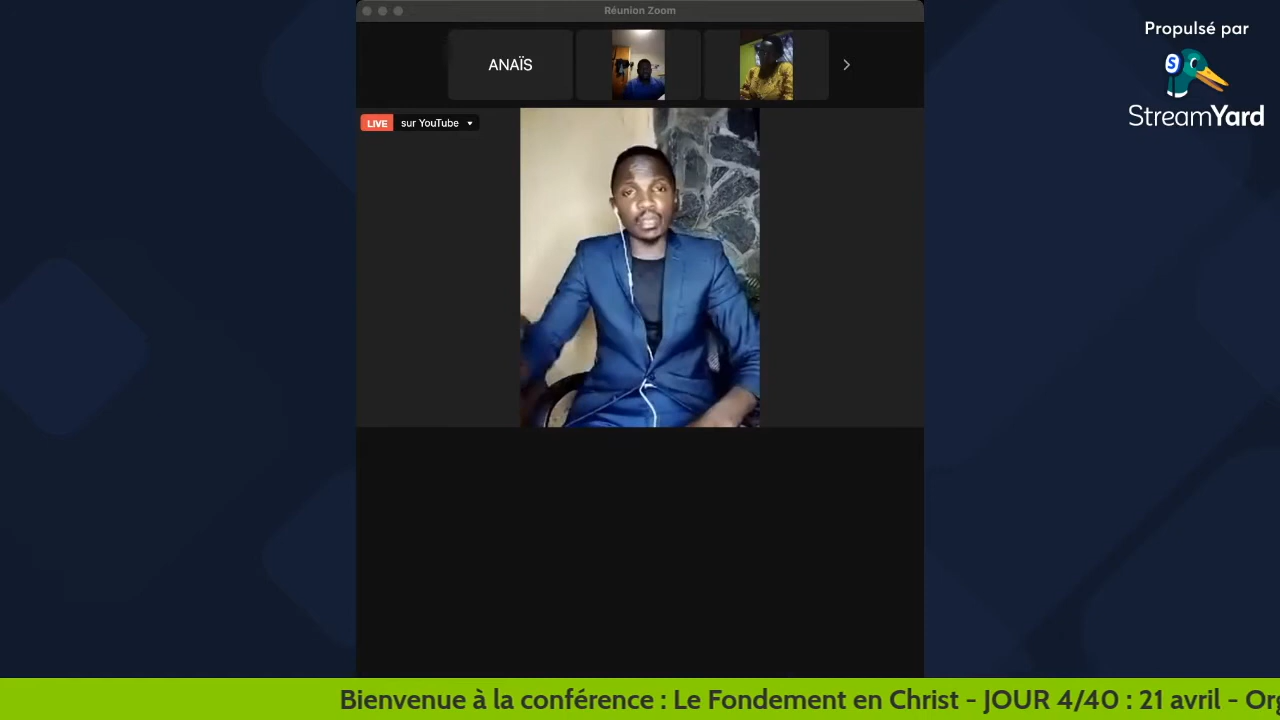 Réunion Zoom
Propulsé par
StreamYard
ANAÏS
LIVE sur YouTube
Bienvenue à la conférence : Le Fondement en Christ - JOUR 4/40 : 21 avril -